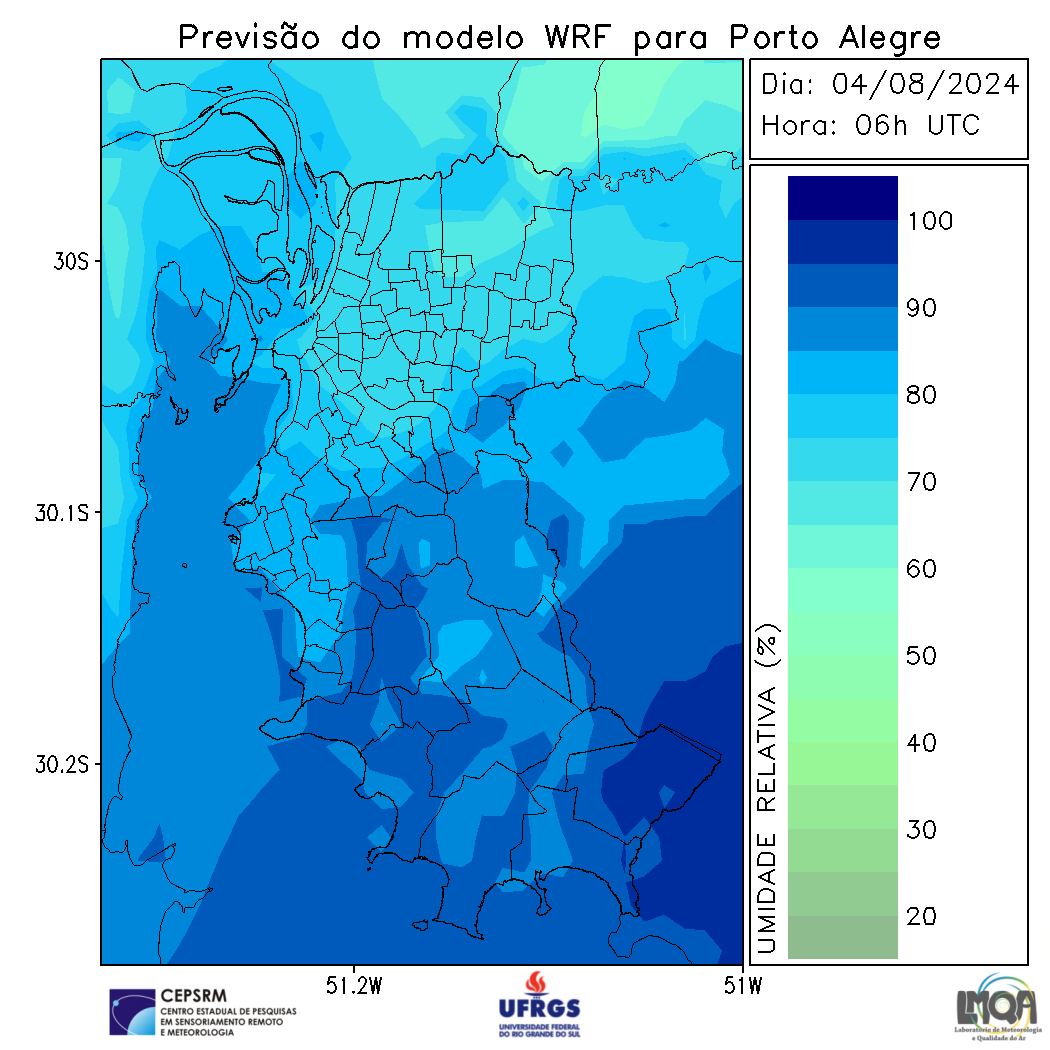 Previsão do modelo WRF para Porto Alegre
Dia: 04/08/2024
Hora: 06h UTC
30S
30.1S
30.2S
51.2W
51W
UMIDADE RELATIVA (%)
100
90
80
70
60
50
40
30
20
CEPSRM
CENTRO ESTADUAL DE PESQUISAS
EM SENSORIAMENTO REMOTO
E METEOROLOGIA
UFRGS
UNIVERSIDADE FEDERAL
DO RIO GRANDE DO SUL
LMQA
Laboratório de Meteorologia
e Qualidade do Ar